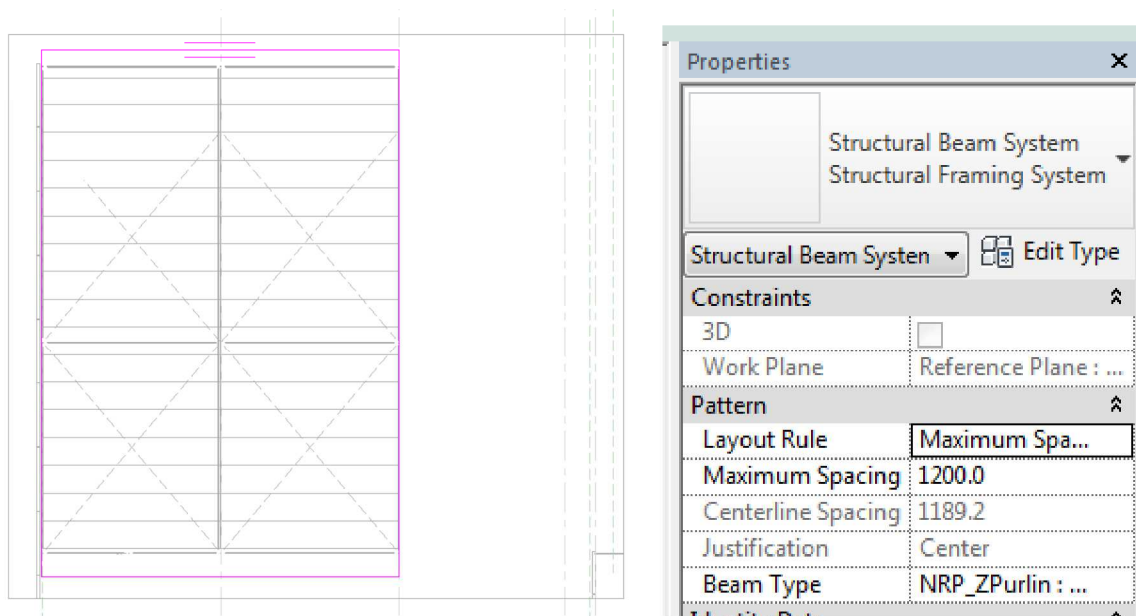 Properties
Structural Beam System
Structural Framing System
Structural Beam Systen
Edit Type
Constraints
3D
Work Plane Reference Plane : ...
Pattern
Layout Rule Maximum Spa...
Maximum Spacing 1200.0
Centerline Spacing 1189.2
Justification Center
Beam Type NRP_ZPurlin : ...